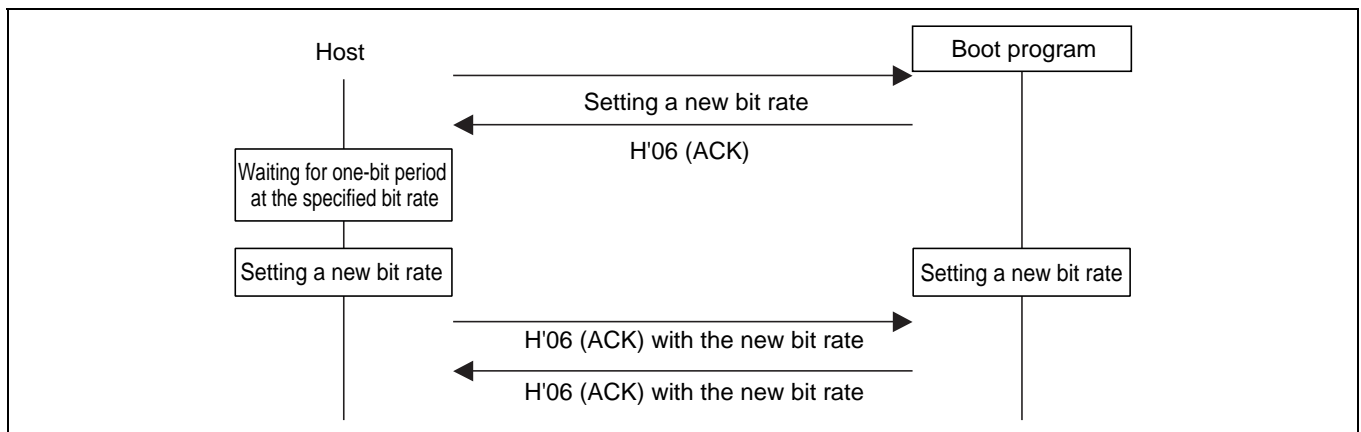 Host
Boot program
Setting a new bit rate
H'06 (ACK)
Waiting for one-bit period
at the specified bit rate
Setting a new bit rate
Setting a new bit rate
H'06 (ACK) with the new bit rate
H'06 (ACK) with the new bit rate